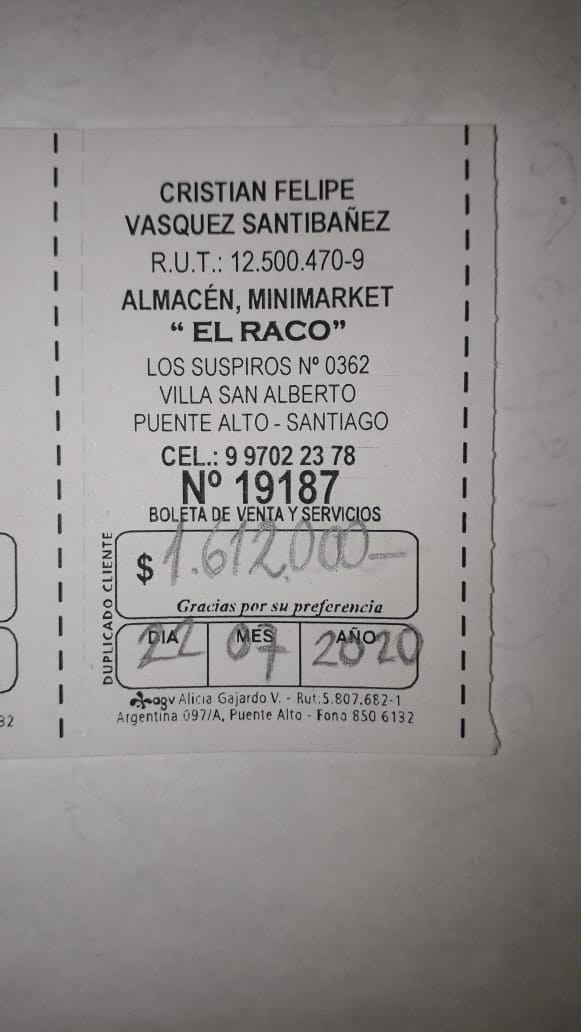 CRISTIAN FELIPE
VASQUEZ SANTIBAÑEZ
R.U.T.: 12.500.470-9
ALMACÉN, MINIMARKET
“ EL RACO”
LOS SUSPIROS Nº 0362
VILLA SAN ALBERTO
PUENTE ALTO - SANTIAGO
CEL.: 9 9702 23 78
Nº 19187
BOLETA DE VENTA Y SERVICIOS
DUPLICADO CLIENTE
$ 1.612.000-
Gracias por su preferencia
DIA MES AÑO
22 07 2020
agv Alicia Gajardo V. - Rut.:5.807.682-1
Argentina 097/A, Puente Alto - Fono 850 6132
32